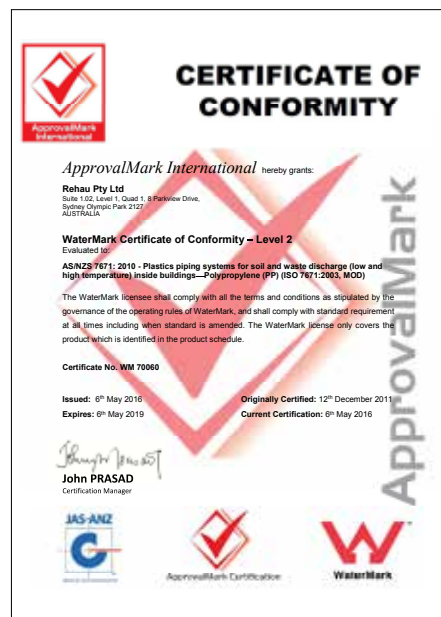 ApprovalMark
International
CERTIFICATE OF
CONFORMITY
ApprovalMark International hereby grants:
Rehau Pty Ltd
Suite 1.02, Level 1, Quad 1, 8 Parkview Drive,
Sydney Olympic Park 2127
AUSTRALIA
WaterMark Certificate of Conformity – Level 2
Evaluated to:
AS/NZS 7671: 2010 - Plastics piping systems for soil and waste discharge (low and
high temperature) inside buildings—Polypropylene (PP) (ISO 7671:2003, MOD)
The WaterMark licensee shall comply with all the terms and conditions as stipulated by the
governance of the operating rules of WaterMark, and shall comply with standard requirement
at all times including when standard is amended. The WaterMark license only covers the
product which is identified in the product schedule.
Certificate No. WM 70060
Issued: 6th May 2016 Originally Certified: 12th December 2011
Expires: 6th May 2019 Current Certification: 6th May 2016
John PRASAD
Certification Manager
ApprovalMark
JAS-ANZ
ApprovalMark Certification
WaterMark